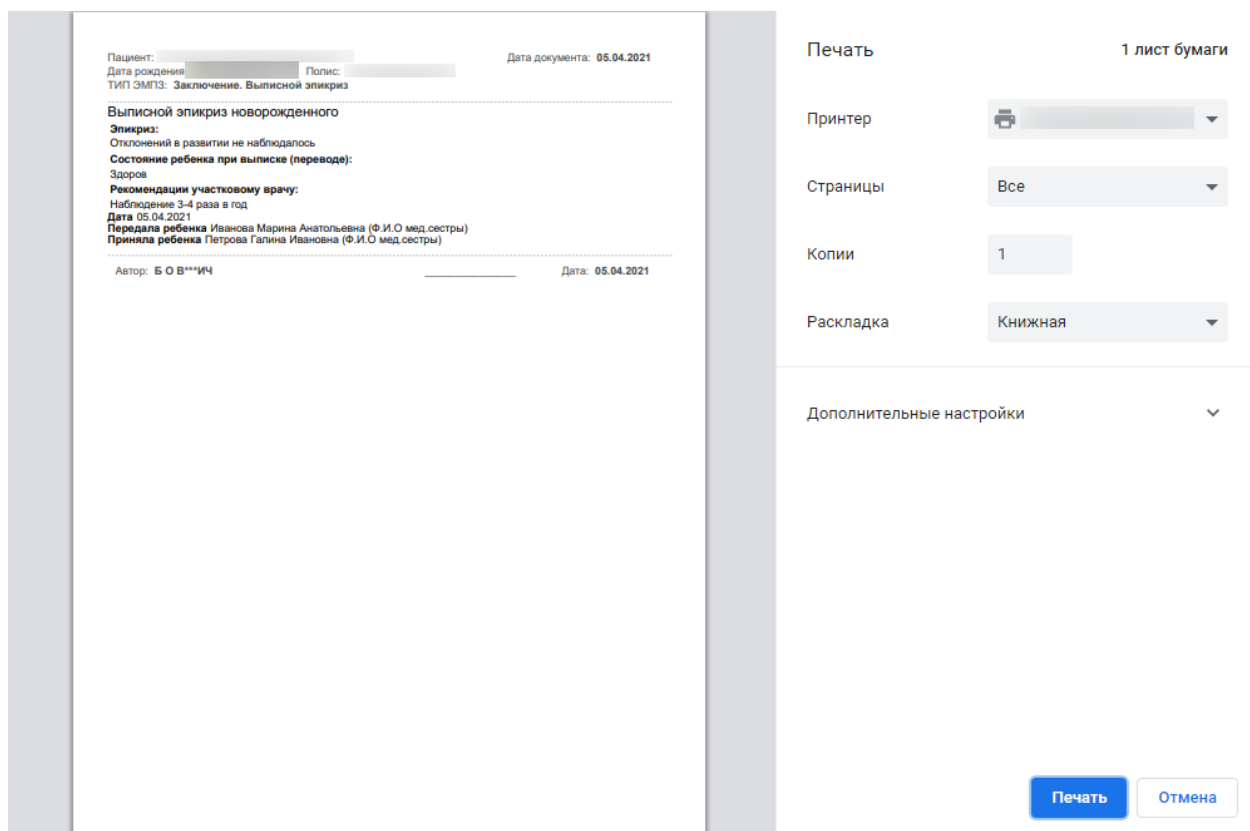 Пациент:
Дата документа: 05.04.2021
Дата рождения
Полис:
ТИП ЭМПЗ: Заключение. Выписной эпикриз
Выписной эпикриз новорожденного
Эпикриз:
Отклонений в развитии не наблюдалось
Состояние ребенка при выписке (переводе):
Здоров
Рекомендации участковому врачу:
Наблюдение 3-4 раза в год
Дата 05.04.2021
Передала ребенка Иванова Марина Анатольевна (Ф.И.О мед.сестры)
Приняла ребенка Петрова Галина Ивановна (Ф.И.О мед.сестры)
Автор: Б О В***ИЧ
Дата: 05.04.2021
Печать
1 лист бумаги
Принтер
Страницы
Все
Копии
1
Раскладка
Книжная
Дополнительные настройки
Печать
Отмена